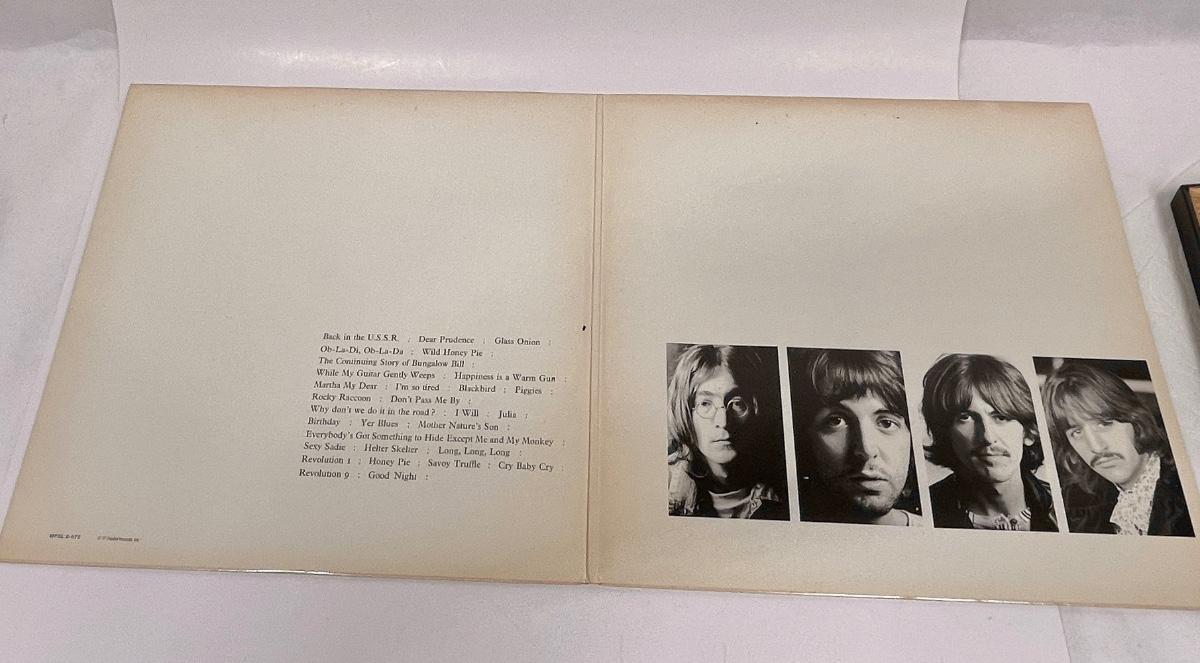 Back in the U.S.S.R. : Dear Prudence : Glass Onion :
Ob-La-Di, Ob-La-Da : Wild Honey Pie :
The Continuing Story of Bungalow Bill :
While My Guitar Gently Weeps : Happiness is a Warm Gun :
Martha My Dear : I'm so tired : Blackbird : Piggies :
Rocky Raccoon : Don't Pass Me By :
Why don't we do it in the road? : I Will : Julia :
Birthday : Yer Blues : Mother Nature's Son :
Everybody's Got Something to Hide Except Me and My Monkey :
Sexy Sadie : Helter Skelter : Long, Long, Long :
Revolution 1 : Honey Pie : Savoy Truffle : Cry Baby Cry :
Revolution 9 : Good Night :